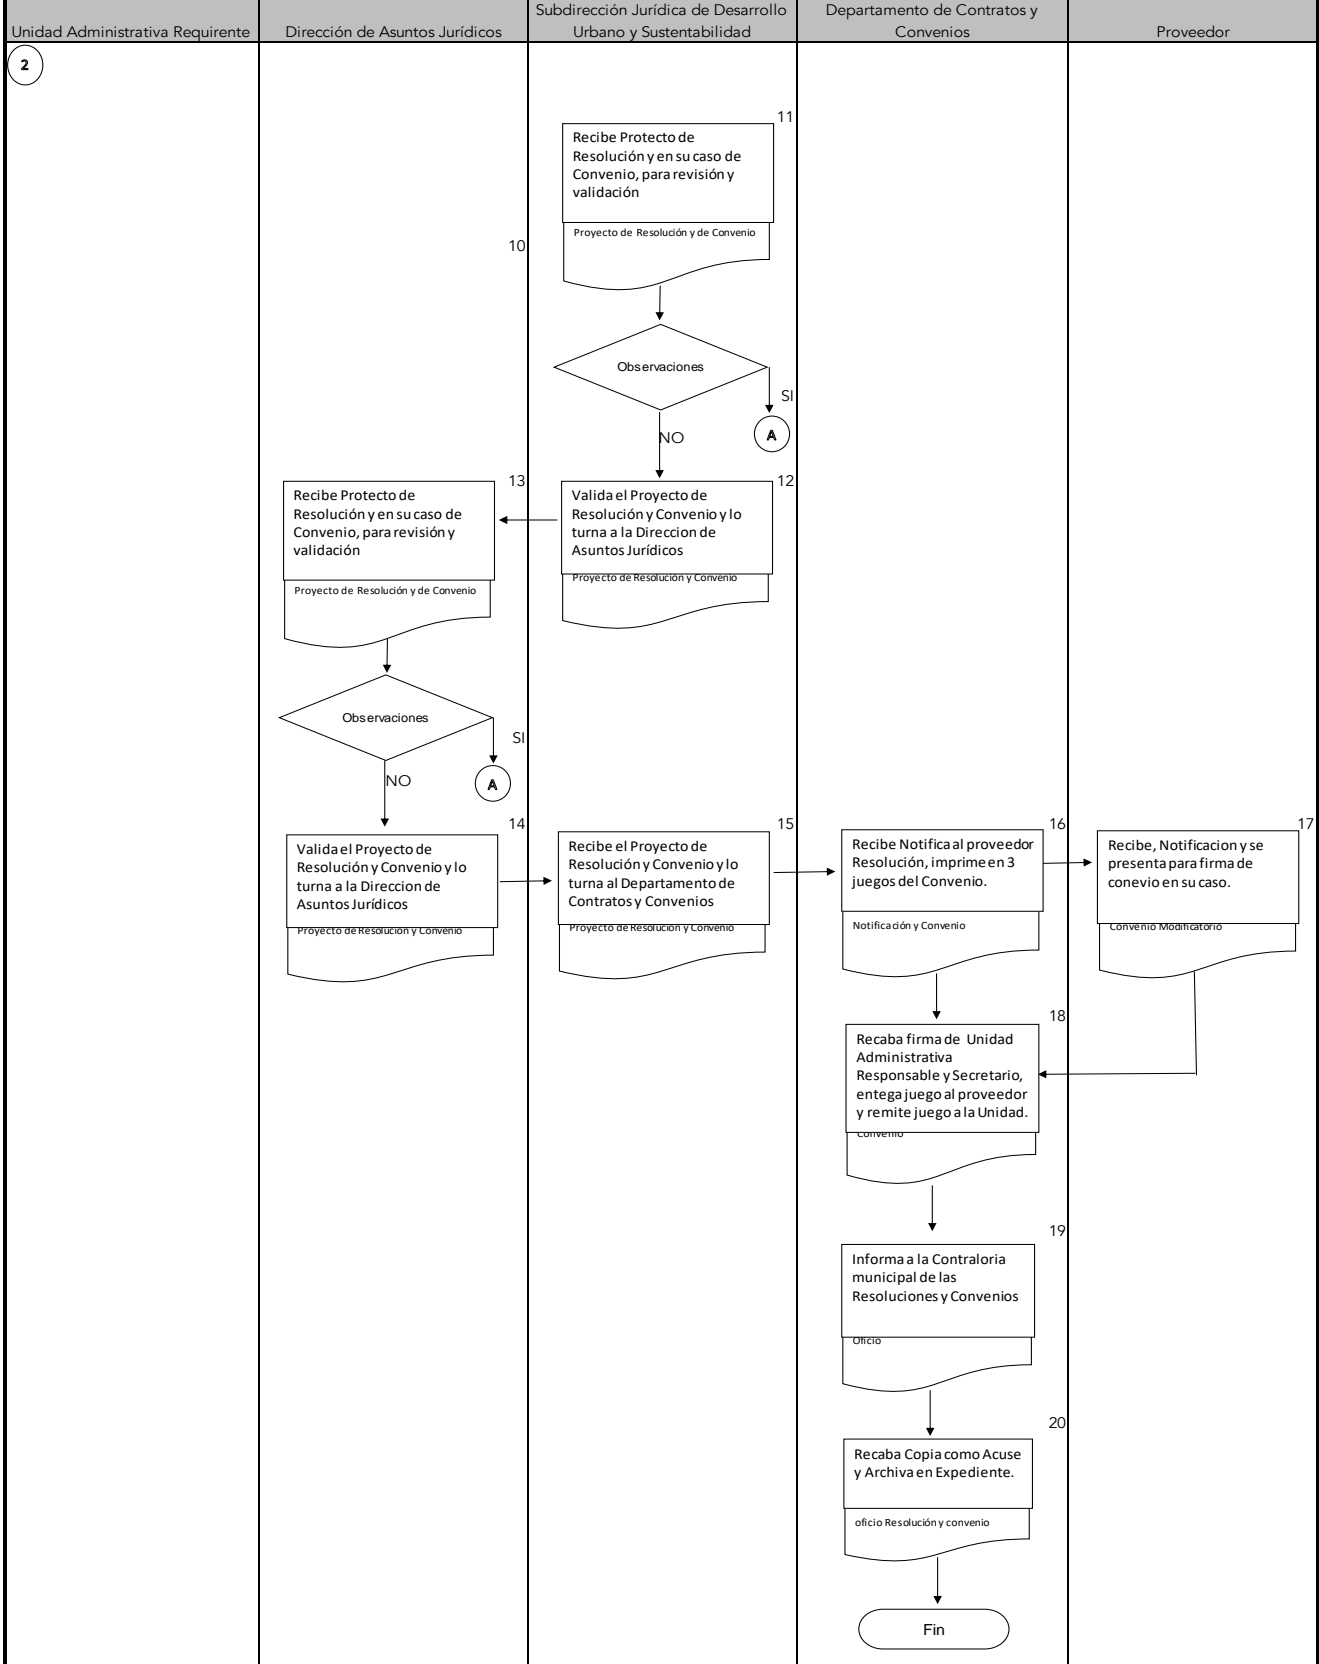 Unidad Administrativa Requirente
Dirección de Asuntos Jurídicos
Subdirección Jurídica de Desarrollo
Urbano y Sustentabilidad
Departamento de Contratos y
Convenios
Proveedor
2
11
Recibe Protecto de
Resolución y en su caso de
Convenio, para revisión y
validación
Proyecto de Resolución y de Convenio
10
Observaciones
SI
A
NO
13
Recibe Protecto de
Resolución y en su caso de
Convenio, para revisión y
validación
Proyecto de Resolución y de Convenio
12
Valida el Proyecto de
Resolución y Convenio y lo
turna a la Direccion de
Asuntos Jurídicos
Proyecto de Resolución y Convenio
Observaciones
SI
A
NO
14
Valida el Proyecto de
Resolución y Convenio y lo
turna a la Direccion de
Asuntos Jurídicos
Proyecto de Resolución y Convenio
15
Recibe el Proyecto de
Resolución y Convenio y lo
turna al Departamento de
Contratos y Convenios
Proyecto de Resolución y Convenio
16
Recibe Notifica al proveedor
Resolución, imprime en 3
juegos del Convenio.
Notificación y Convenio
17
Recibe, Notificacion y se
presenta para firma de
conevio en su caso.
Convenio Modificatorio
18
Recaba firma de Unidad
Administrativa
Responsable y Secretario,
entega juego al proveedor
y remite juego a la Unidad.
Convenio
19
Informa a la Contraloria
municipal de las
Resoluciones y Convenios
Oficio
20
Recaba Copia como Acuse
y Archiva en Expediente.
oficio Resolución y convenio
Fin